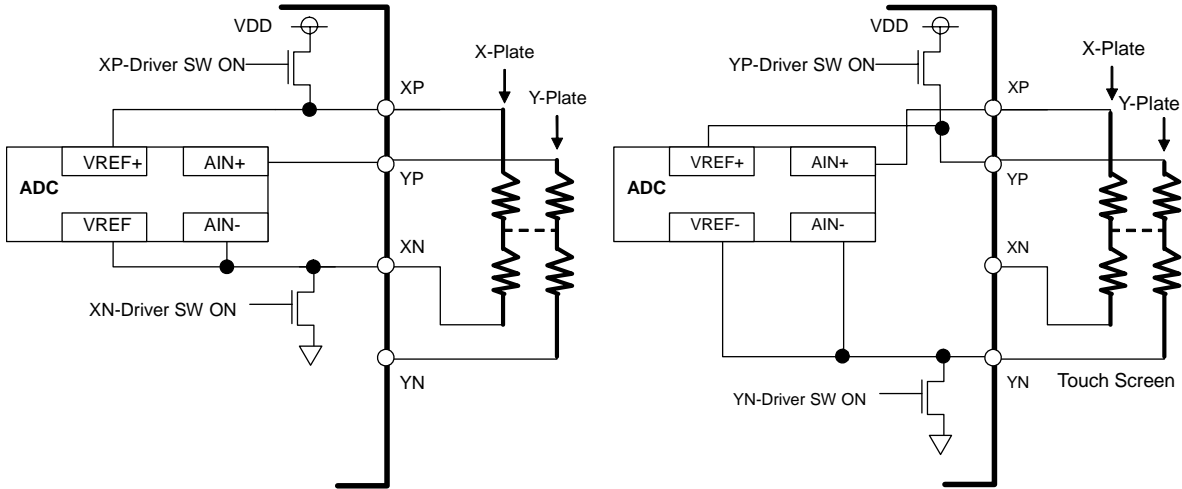 VDD
XP-Driver SW ON
X-Plate
XP
Y-Plate
VREF+
AIN+
ADC
YP
VREF
AIN-
XN
XN-Driver SW ON
YN
VDD
YP-Driver SW ON
X-Plate
XP
Y-Plate
VREF+
AIN+
ADC
YP
VREF-
AIN-
XN
YN
Touch Screen
YN-Driver SW ON